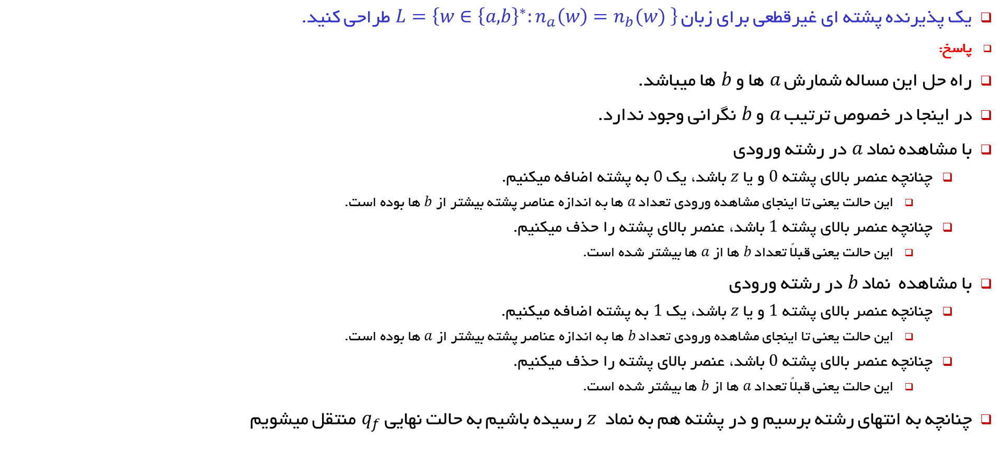 یک پذیرنده پشته ای غیرقطعی برای زبان L = {w ∈ {a,b}*: n_a(w) = n_b(w) } طراحی کنید.
پاسخ:
راه حل این مساله شمارش a ها و b ها میباشد.
در اینجا در خصوص ترتیب a و b نگرانی وجود ندارد.
با مشاهده نماد a در رشته ورودی
چنانچه عنصر بالای پشته 0 و یا z باشد، یک 0 به پشته اضافه میکنیم.
این حالت یعنی تا اینجای مشاهده ورودی تعداد a ها به اندازه عناصر پشته بیشتر از b ها بوده است.
چنانچه عنصر بالای پشته 1 باشد، عنصر بالای پشته را حذف میکنیم.
این حالت یعنی قبلاً تعداد b ها از a ها بیشتر شده است.
با مشاهده نماد b در رشته ورودی
چنانچه عنصر بالای پشته 1 و یا z باشد، یک 1 به پشته اضافه میکنیم.
این حالت یعنی تا اینجای مشاهده ورودی تعداد b ها به اندازه عناصر پشته بیشتر از a ها بوده است.
چنانچه عنصر بالای پشته 0 باشد، عنصر بالای پشته را حذف میکنیم.
این حالت یعنی قبلاً تعداد a ها از b ها بیشتر شده است.
چنانچه به انتهای رشته برسیم و در پشته هم به نماد z رسیده باشیم به حالت نهایی q_f منتقل میشویم